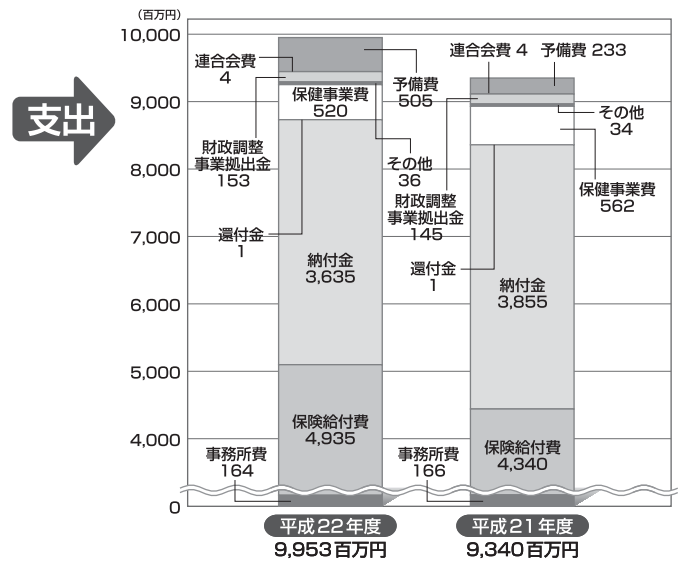 (百万円)
10,000
9,000
8,000
7,000
6,000
5,000
4,000
0
支出
連合会費
4
予備費
505
保健事業費
520
財政調整
事業拠出金
153
その他
36
還付金
1
納付金
3,635
保険給付費
4,935
事務所費
164
平成22年度
9,953百万円
連合会費 4
予備費 233
その他
34
保健事業費
562
財政調整
事業拠出金
145
還付金
1
納付金
3,855
保険給付費
4,340
事務所費
166
平成21年度
9,340百万円